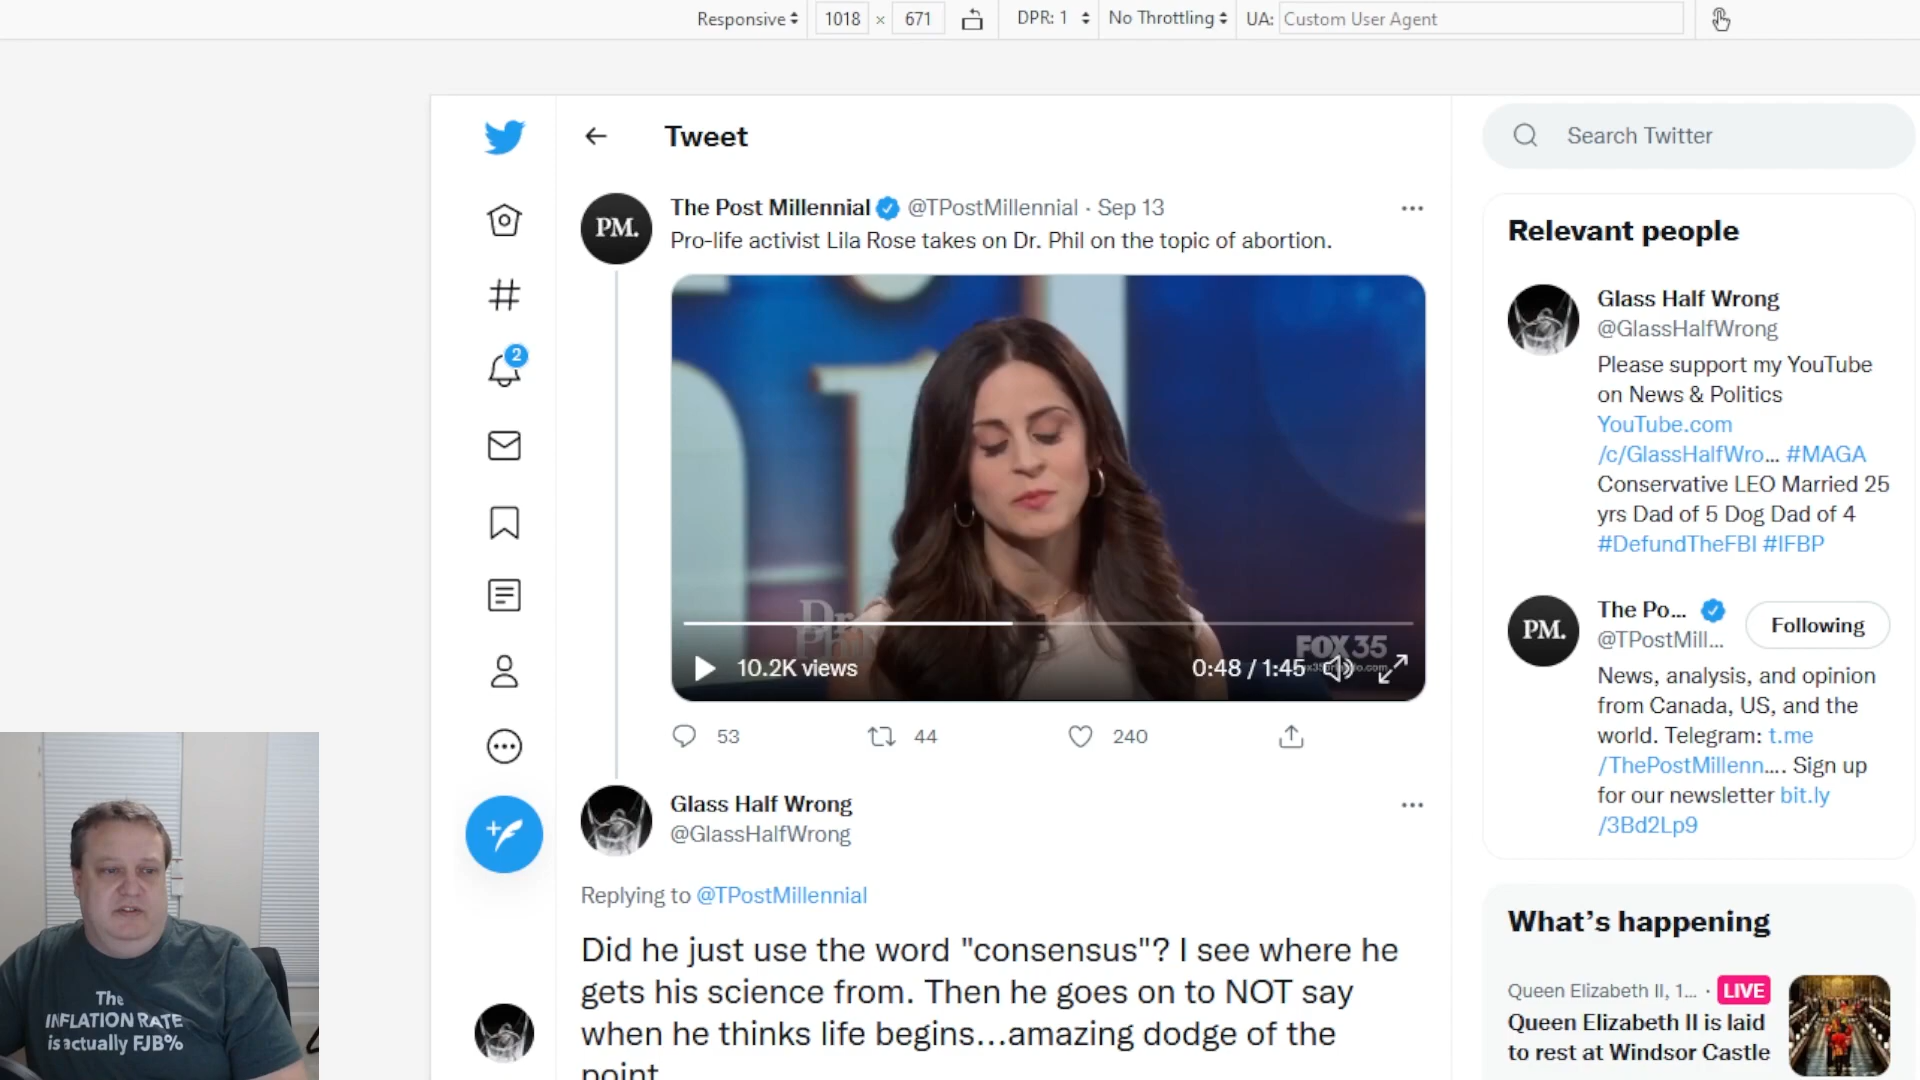 Responsive
1018 × 671
DPR: 1
No Throttling
UA: Custom User Agent
Tweet
Search Twitter
PM.
The Post Millennial @TPostMillennial · Sep 13
Pro-life activist Lila Rose takes on Dr. Phil on the topic of abortion.
2
Dr.
Phil
FOX 35
10.2K views
0:48 / 1:45
53
44
240
Glass Half Wrong
@GlassHalfWrong
Replying to @TPostMillennial
Did he just use the word "consensus"? I see where he
gets his science from. Then he goes on to NOT say
when he thinks life begins...amazing dodge of the
point
Relevant people
Glass Half Wrong
@GlassHalfWrong
Please support my YouTube
on News & Politics
YouTube.com
/c/GlassHalfWro... #MAGA
Conservative LEO Married 25
yrs Dad of 5 Dog Dad of 4
#DefundTheFBI #IFBP
PM.
The Po...
@TPostMill...
Following
News, analysis, and opinion
from Canada, US, and the
world. Telegram: t.me
/ThePostMillenn.... Sign up
for our newsletter bit.ly
/3Bd2Lp9
What's happening
Queen Elizabeth II, 1... · LIVE
Queen Elizabeth II is laid
to rest at Windsor Castle
The
INFLATION RATE
is actually FJB%